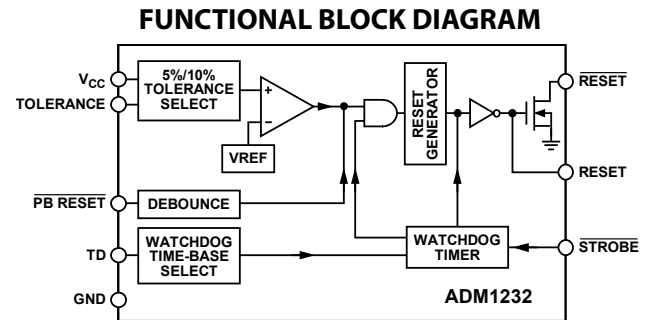 FUNCTIONAL BLOCK DIAGRAM
VCC
TOLERANCE
5%/10%
TOLERANCE
SELECT
+
−
VREF
RESET
GENERATOR
RESET
RESET
PB RESET
DEBOUNCE
TD
WATCHDOG
TIME-BASE
SELECT
WATCHDOG
TIMER
STROBE
GND
ADM1232